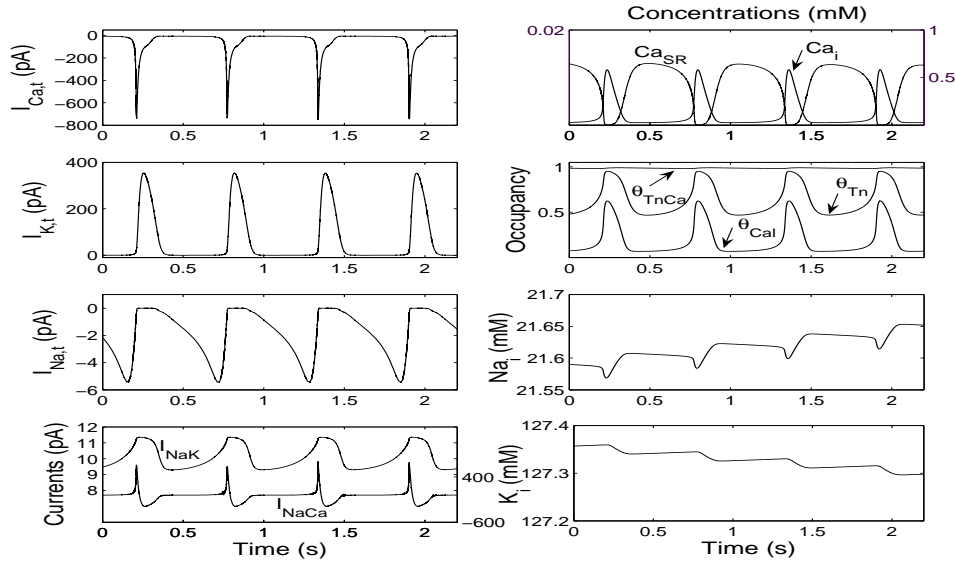 I_Ca,t (pA)
0
−200
−400
−600
−800
0 0.5 1 1.5 2
I_K,t (pA)
400
200
0
0 0.5 1 1.5 2
I_Na,t (pA)
0
−2
−4
−6
0 0.5 1 1.5 2
Currents (pA)
12
11
10
9
8
I_NaK
I_NaCa
400
−600
0 0.5 1 1.5 2
Time (s)
Concentrations (mM)
0.02
1
0.5
Ca_SR
Ca_i
0 0.5 1 1.5 2
Occupancy
1
0.5
θ_TnCa
θ_Tn
θ_CaI
0 0.5 1 1.5 2
Na_i (mM)
21.7
21.65
21.6
21.55
0 0.5 1 1.5 2
K_i (mM)
127.4
127.3
127.2
0 0.5 1 1.5 2
Time (s)